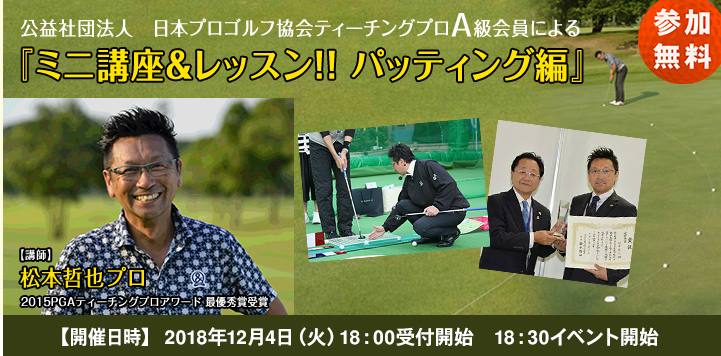 公益社団法人 日本プロゴルフ協会ティーチングプロA級会員による
『ミニ講座&レッスン!! パッティング編』
参加
無料
【講師】
松本哲也プロ
2015PGAティーチングプロアワード 最優秀賞受賞
【開催日時】 2018年12月4日（火）18：00受付開始 18：30イベント開始